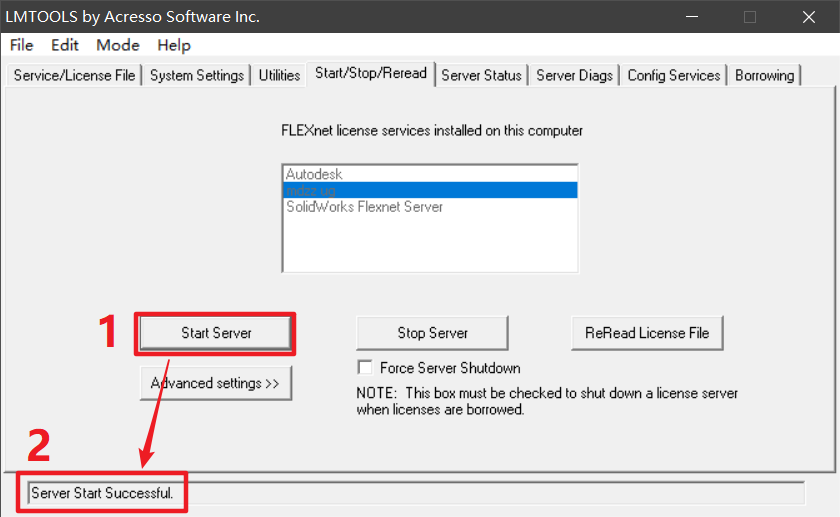 LMTOOLS by Acresso Software Inc.
File Edit Mode Help
Service/License File System Settings Utilities Start/Stop/Reread Server Status Server Diags Config Services Borrowing
FLEXnet license services installed on this computer
Autodesk
mdzz ug
SolidWorks Flexnet Server
1
Start Server Stop Server ReRead License File
Force Server Shutdown
Advanced settings >>
NOTE: This box must be checked to shut down a license server
when licenses are borrowed.
2
Server Start Successful.